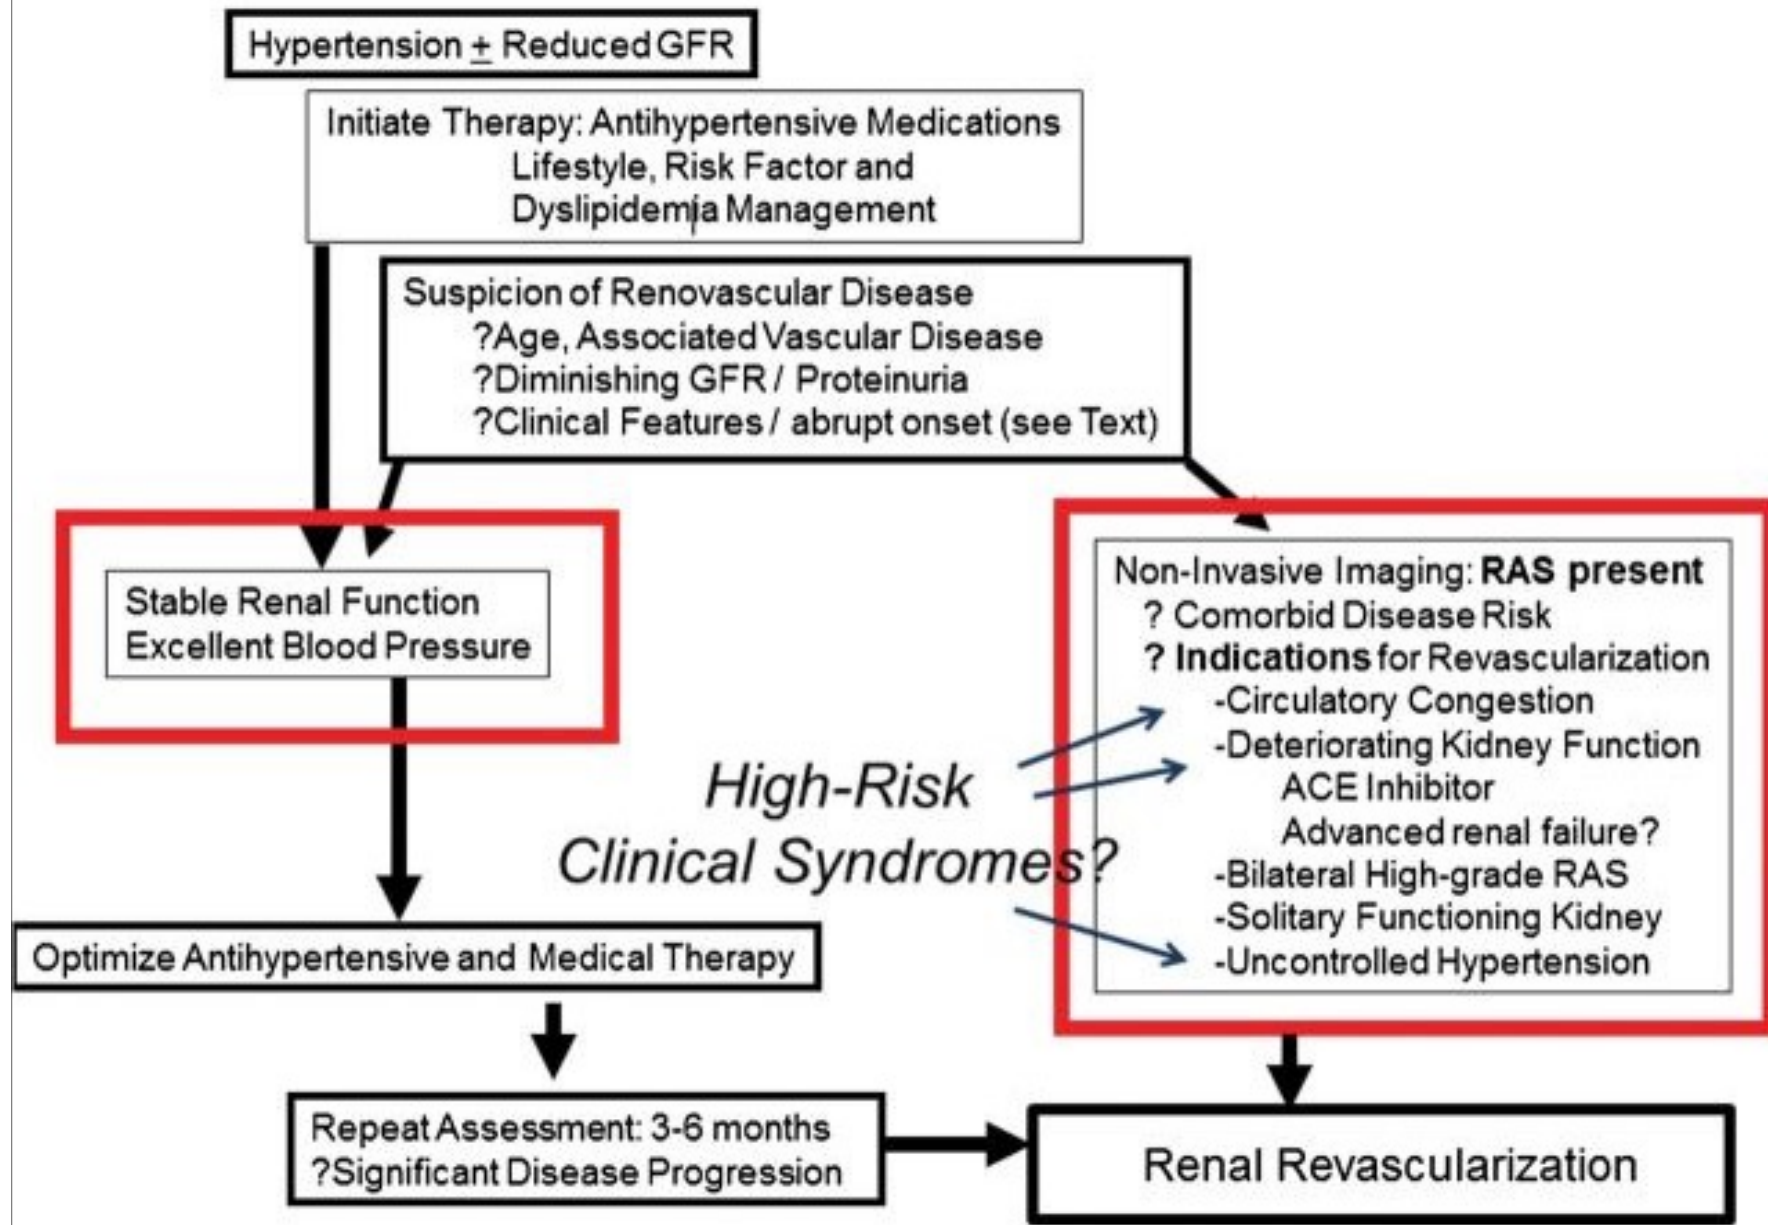 Hypertension ± Reduced GFR
Initiate Therapy: Antihypertensive Medications
Lifestyle, Risk Factor and
Dyslipidemia Management
Suspicion of Renovascular Disease
?Age, Associated Vascular Disease
?Diminishing GFR / Proteinuria
?Clinical Features / abrupt onset (see Text)
Stable Renal Function
Excellent Blood Pressure
Non-Invasive Imaging: RAS present
? Comorbid Disease Risk
? Indications for Revascularization
-Circulatory Congestion
-Deteriorating Kidney Function
ACE Inhibitor
Advanced renal failure?
-Bilateral High-grade RAS
-Solitary Functioning Kidney
-Uncontrolled Hypertension
High-Risk
Clinical Syndromes?
Optimize Antihypertensive and Medical Therapy
Repeat Assessment: 3-6 months
?Significant Disease Progression
Renal Revascularization